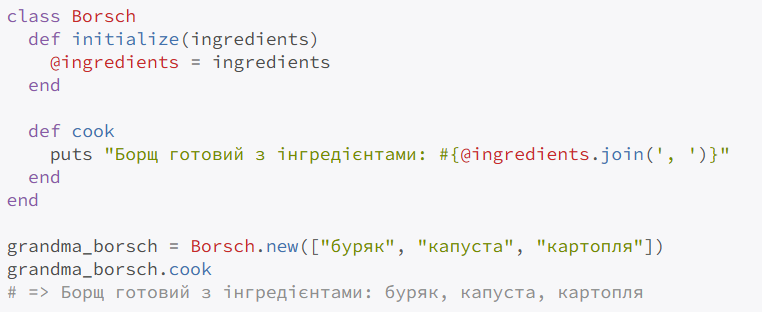 class Borsch
  def initialize(ingredients)
    @ingredients = ingredients
  end

  def cook
    puts "Борщ готовий з інгредієнтами: #{@ingredients.join(', ')}"
  end
end

grandma_borsch = Borsch.new(["буряк", "капуста", "картопля"])
grandma_borsch.cook
# => Борщ готовий з інгредієнтами: буряк, капуста, картопля